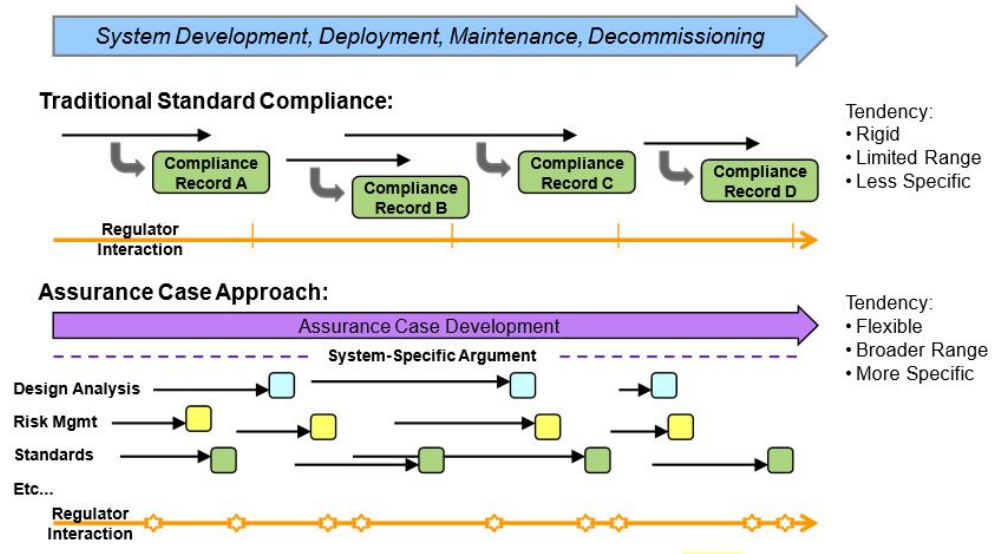 System Development, Deployment, Maintenance, Decommissioning
Traditional Standard Compliance:
Compliance
Record A
Compliance
Record B
Compliance
Record C
Compliance
Record D
Tendency:
• Rigid
• Limited Range
• Less Specific
Regulator
Interaction
Assurance Case Approach:
Assurance Case Development
System-Specific Argument
Tendency:
• Flexible
• Broader Range
• More Specific
Design Analysis
Risk Mgmt
Standards
Etc...
Regulator
Interaction